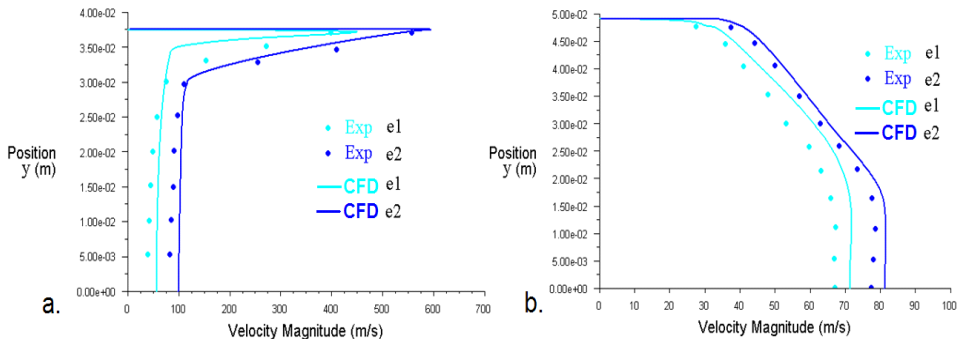 4.00e-02
3.50e-02
3.00e-02
2.50e-02
2.00e-02
1.50e-02
1.00e-02
5.00e-03
0.00e+00
Position
y (m)
Exp e1
Exp e2
CFD e1
CFD e2
0 100 200 300 400 500 600 700
Velocity Magnitude (m/s)
a.
5.00e-02
4.50e-02
4.00e-02
3.50e-02
3.00e-02
2.50e-02
2.00e-02
1.50e-02
1.00e-02
5.00e-03
0.00e+00
Position
y (m)
Exp e1
Exp e2
CFD e1
CFD e2
0 10 20 30 40 50 60 70 80 90 100
Velocity Magnitude (m/s)
b.